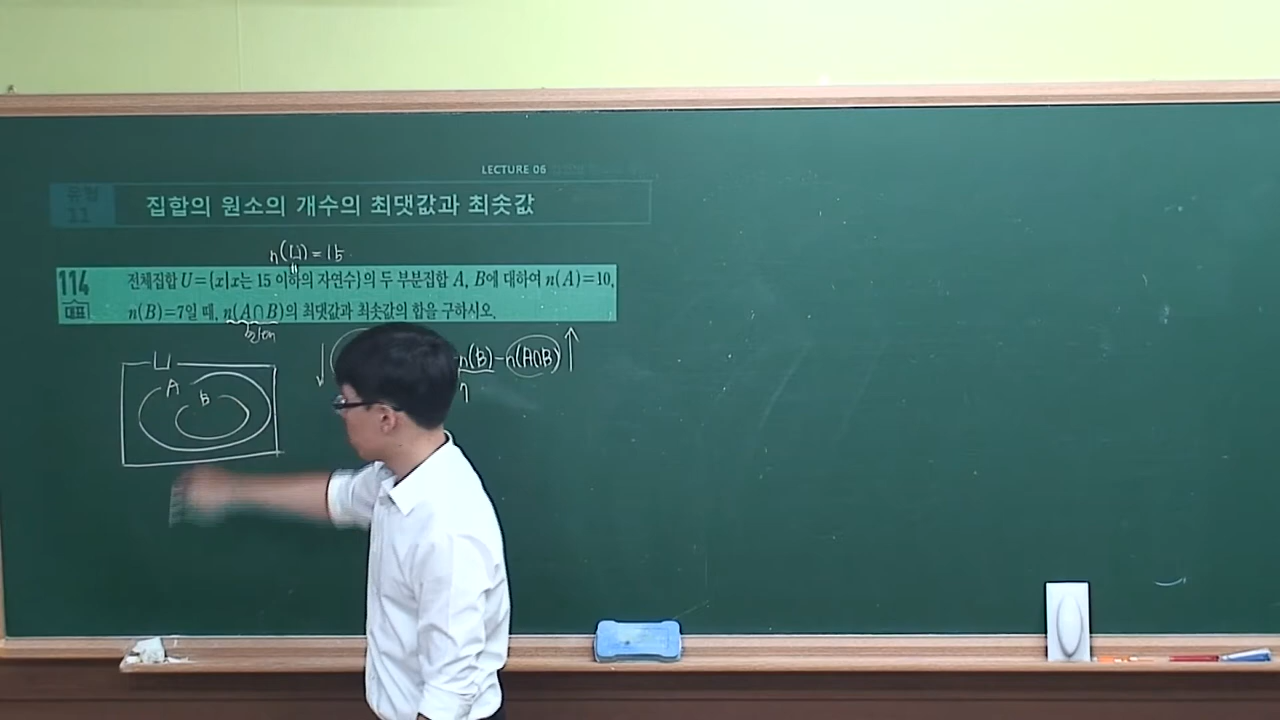 LECTURE 06
유형
11
집합의 원소의 개수의 최댓값과 최솟값
n(U)=15
114
대표
전체집합 U={x|x는 15 이하의 자연수}의 두 부분집합 A, B에 대하여 n(A)=10,
n(B)=7일 때, n(A∩B)의 최댓값과 최솟값의 합을 구하시오.
U
A
B
n(B)-n(A∩B)
7